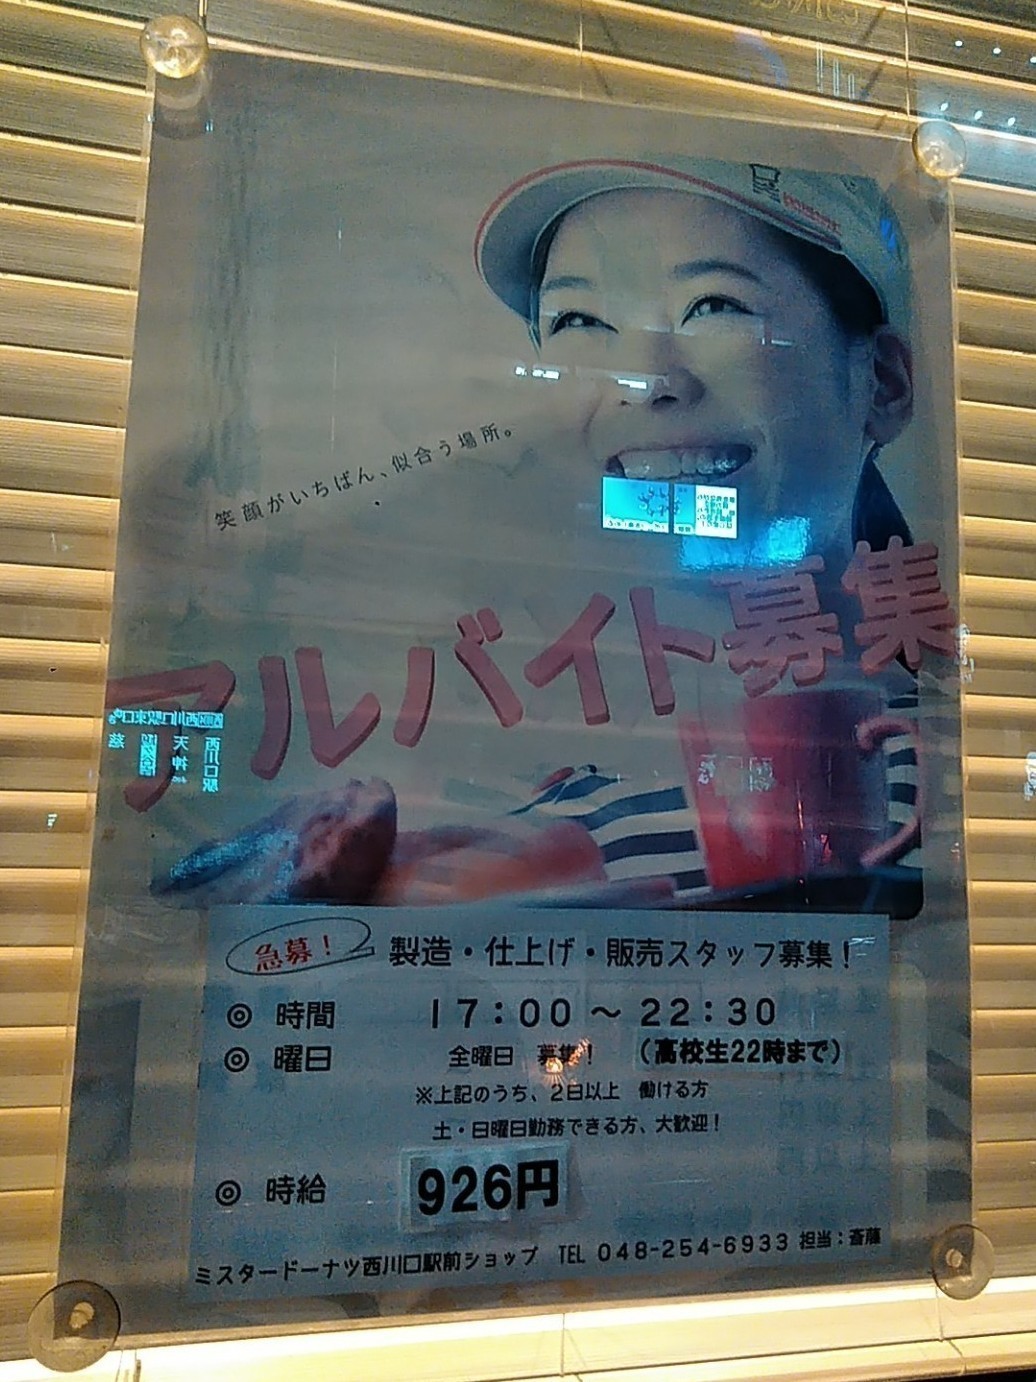 笑顔がいちばん、似合う場所。
アルバイト募集
急募！ 製造・仕上げ・販売スタッフ募集！
◎ 時間 17：00 ～ 22：30
◎ 曜日 全曜日 募集！ （高校生22時まで）
※上記のうち、2日以上 働ける方
土・日曜日勤務できる方、大歓迎！
◎ 時給 926円
ミスタードーナツ西川口駅前ショップ TEL 048-254-6933 担当：斎藤